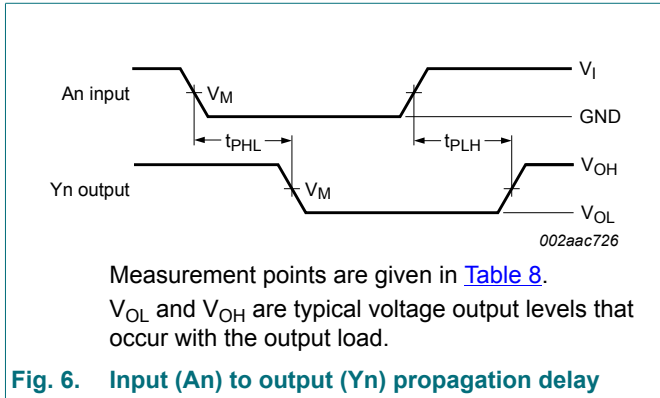 An input
V_M
V_I
GND
t_PHL
t_PLH
Yn output
V_M
V_OH
V_OL
002aac726
Measurement points are given in Table 8.
V_OL and V_OH are typical voltage output levels that
occur with the output load.
Fig. 6. Input (An) to output (Yn) propagation delay